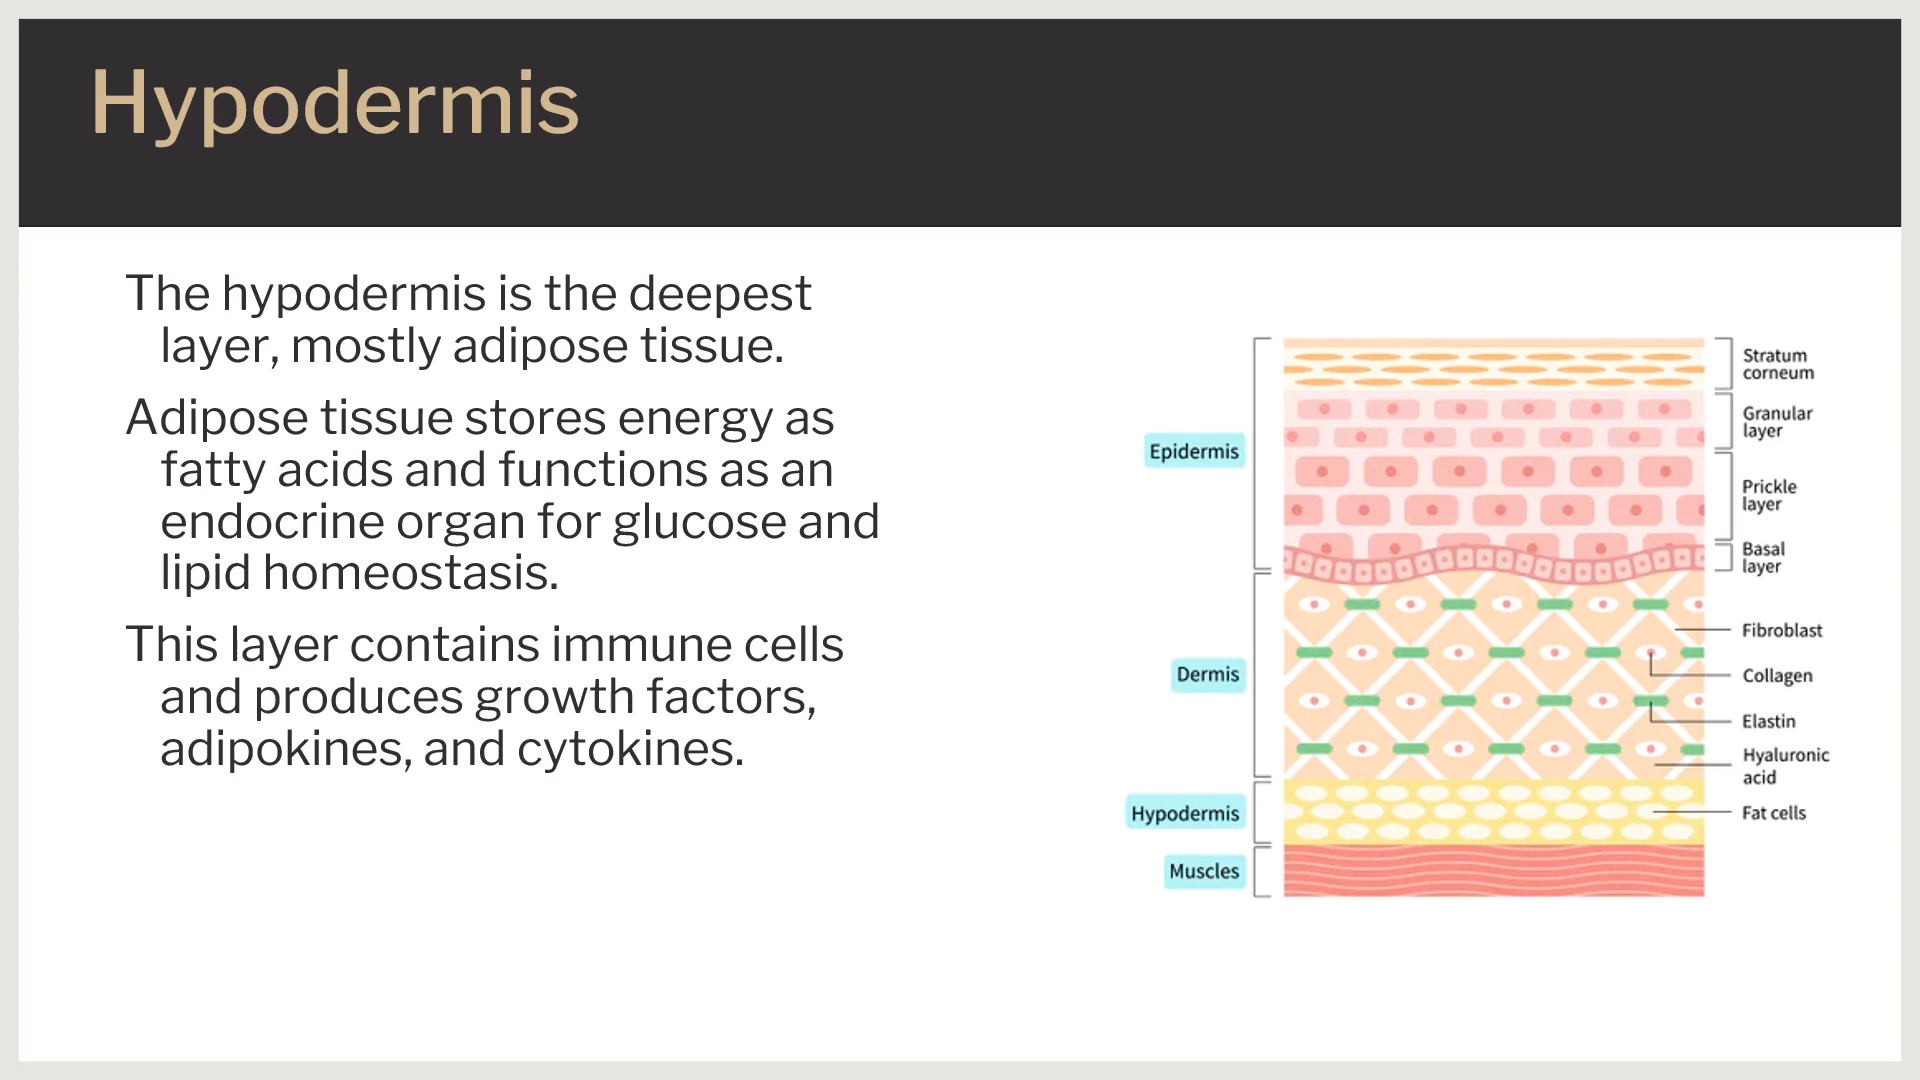 Hypodermis
The hypodermis is the deepest
layer, mostly adipose tissue.
Adipose tissue stores energy as
fatty acids and functions as an
endocrine organ for glucose and
lipid homeostasis.
This layer contains immune cells
and produces growth factors,
adipokines, and cytokines.
Epidermis
Dermis
Hypodermis
Muscles
Stratum
corneum
Granular
layer
Prickle
layer
Basal
layer
Fibroblast
Collagen
Elastin
Hyaluronic
acid
Fat cells